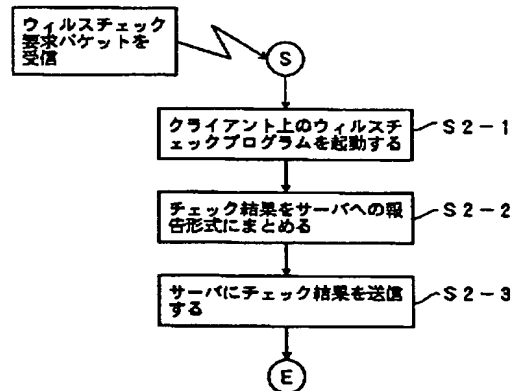 ウィルスチェック
要求パケットを
受信
S
クライアント上のウィルスチ
ェックプログラムを起動する
S2-1
チェック結果をサーバへの報
告形式にまとめる
S2-2
サーバにチェック結果を送信
する
S2-3
E